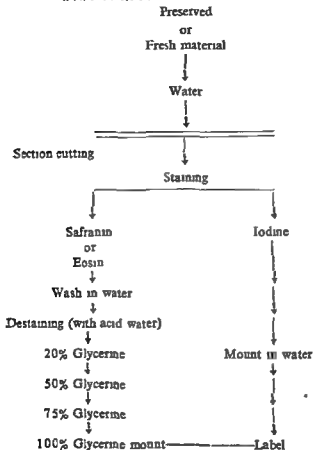 Preserved
or
Fresh material
Water
Section cutting
Staining
Safranin
or
Eosin
Iodine
Wash in water
Destaining (with acid water)
20% Glycerine
Mount in water
50% Glycerine
75% Glycerine
100% Glycerine mount
Label